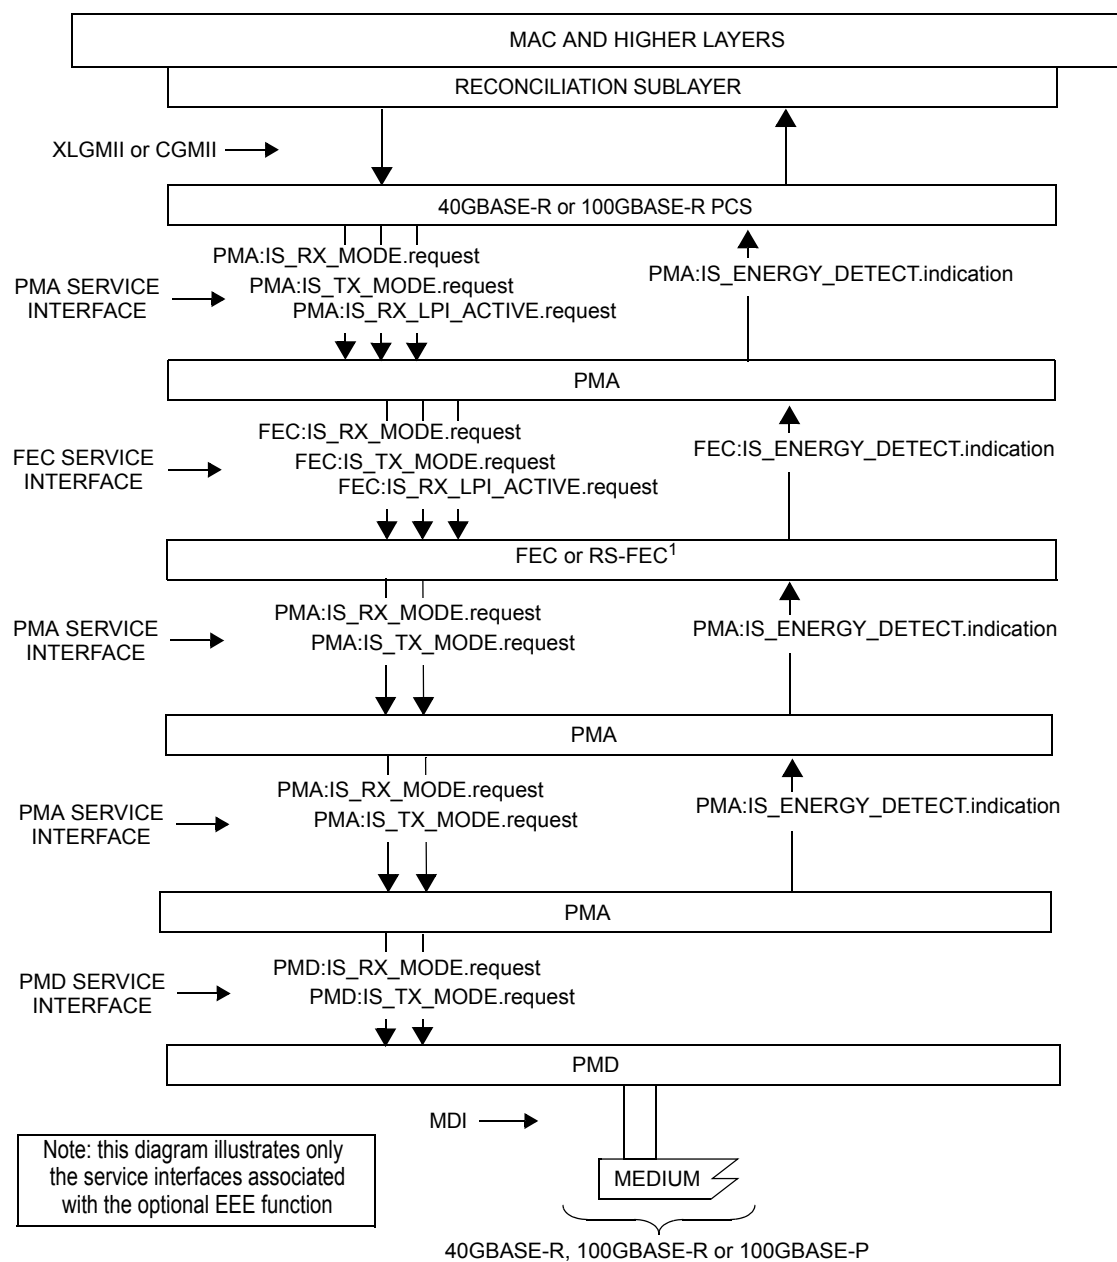 MAC AND HIGHER LAYERS
RECONCILIATION SUBLAYER
XLGMII or CGMII
40GBASE-R or 100GBASE-R PCS
PMA:IS_RX_MODE.request
PMA:IS_TX_MODE.request
PMA:IS_RX_LPI_ACTIVE.request
PMA:IS_ENERGY_DETECT.indication
PMA SERVICE
INTERFACE
PMA
FEC:IS_RX_MODE.request
FEC:IS_TX_MODE.request
FEC:IS_RX_LPI_ACTIVE.request
FEC:IS_ENERGY_DETECT.indication
FEC SERVICE
INTERFACE
FEC or RS-FEC1
PMA:IS_RX_MODE.request
PMA:IS_TX_MODE.request
PMA:IS_ENERGY_DETECT.indication
PMA SERVICE
INTERFACE
PMA
PMA:IS_RX_MODE.request
PMA:IS_TX_MODE.request
PMA:IS_ENERGY_DETECT.indication
PMA SERVICE
INTERFACE
PMA
PMD:IS_RX_MODE.request
PMD:IS_TX_MODE.request
PMD SERVICE
INTERFACE
PMD
MDI
Note: this diagram illustrates only
the service interfaces associated
with the optional EEE function
MEDIUM
40GBASE-R, 100GBASE-R or 100GBASE-P